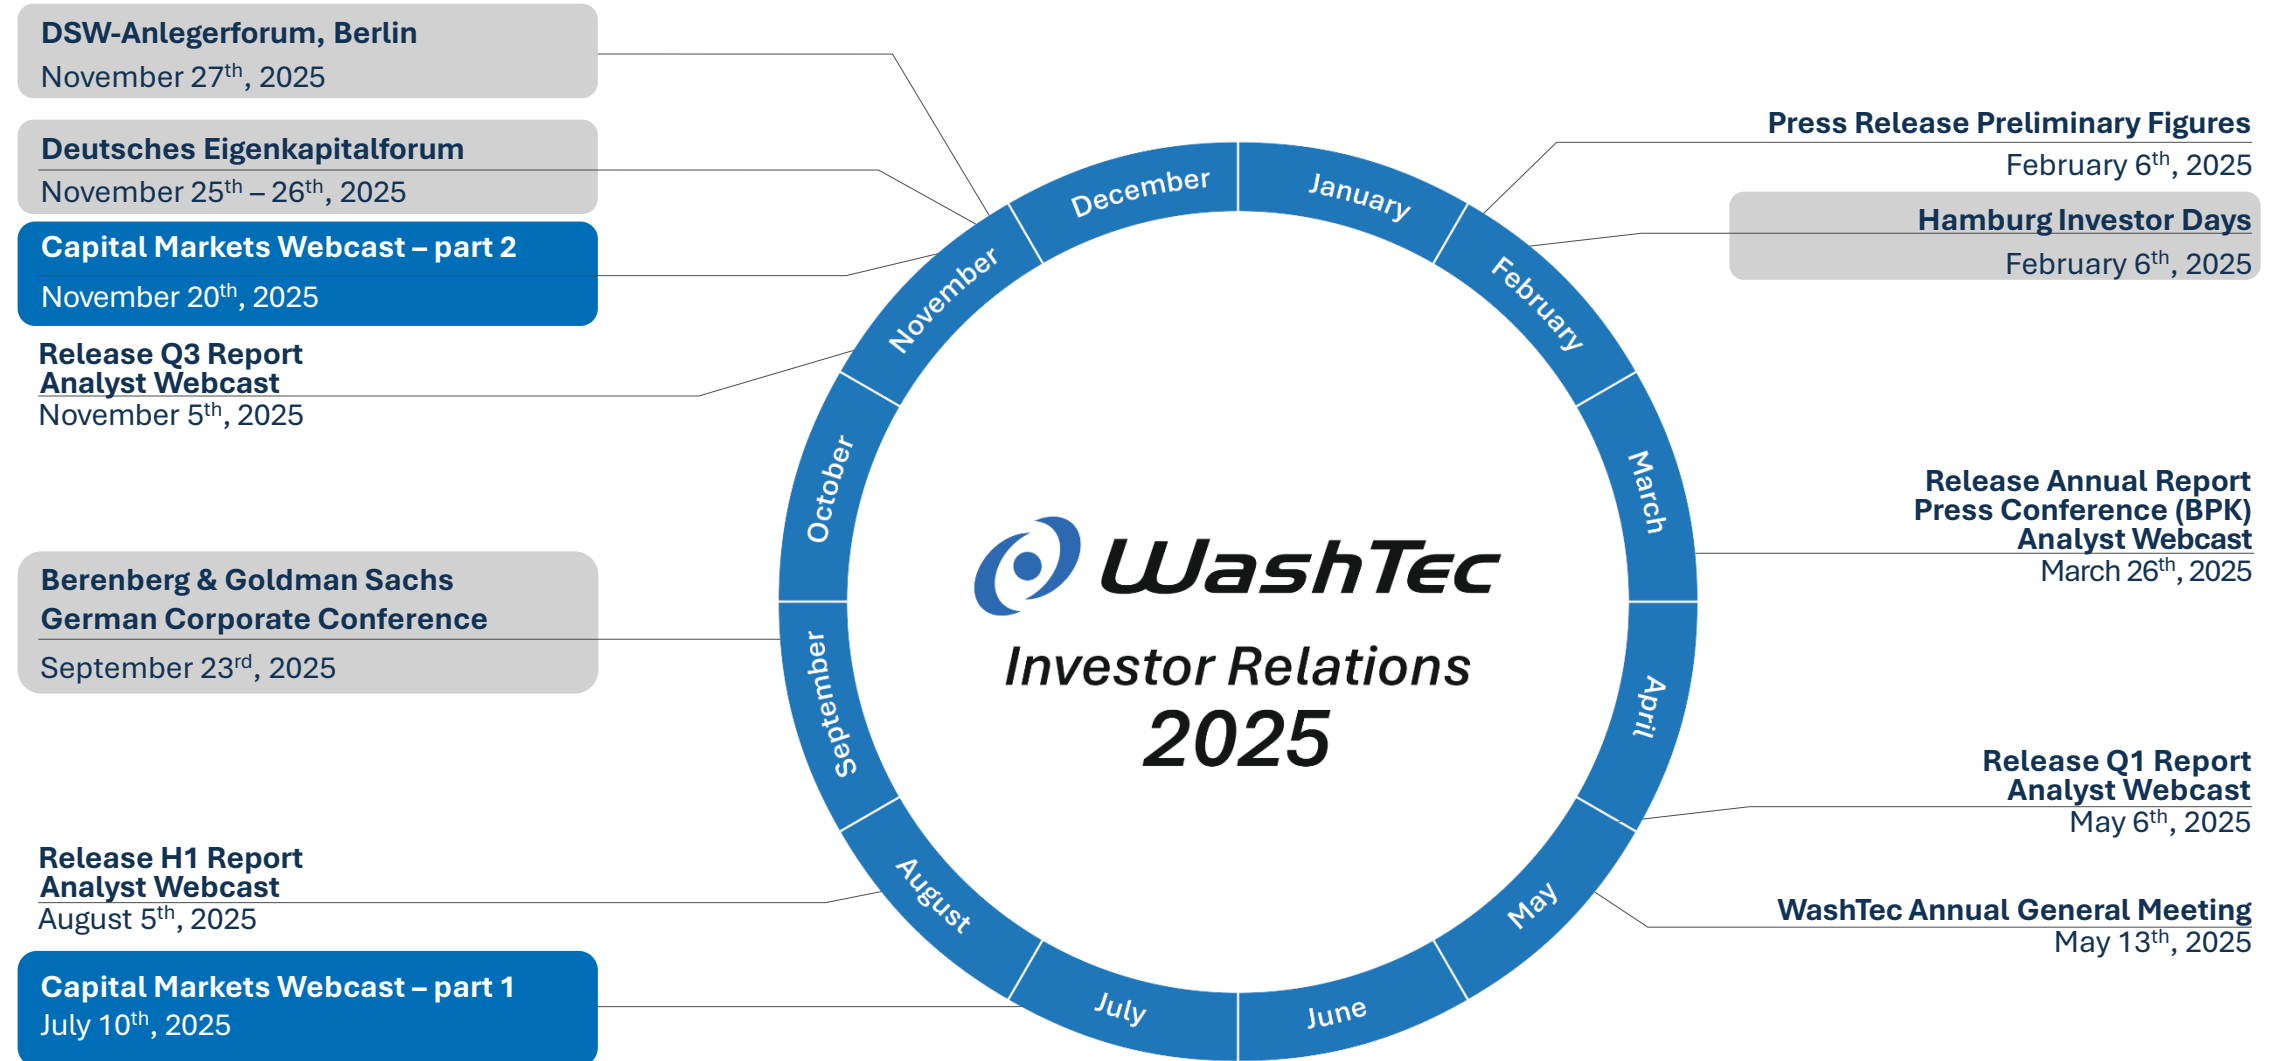 DSW-Anlegerforum, Berlin
November 27th, 2025
Deutsches Eigenkapitalforum
November 25th – 26th, 2025
Capital Markets Webcast – part 2
November 20th, 2025
Release Q3 Report
Analyst Webcast
November 5th, 2025
Berenberg & Goldman Sachs
German Corporate Conference
September 23rd, 2025
Release H1 Report
Analyst Webcast
August 5th, 2025
Capital Markets Webcast – part 1
July 10th, 2025
January
February
March
April
May
June
July
August
September
October
November
December
WashTec
Investor Relations
2025
Press Release Preliminary Figures
February 6th, 2025
Hamburg Investor Days
February 6th, 2025
Release Annual Report
Press Conference (BPK)
Analyst Webcast
March 26th, 2025
Release Q1 Report
Analyst Webcast
May 6th, 2025
WashTec Annual General Meeting
May 13th, 2025